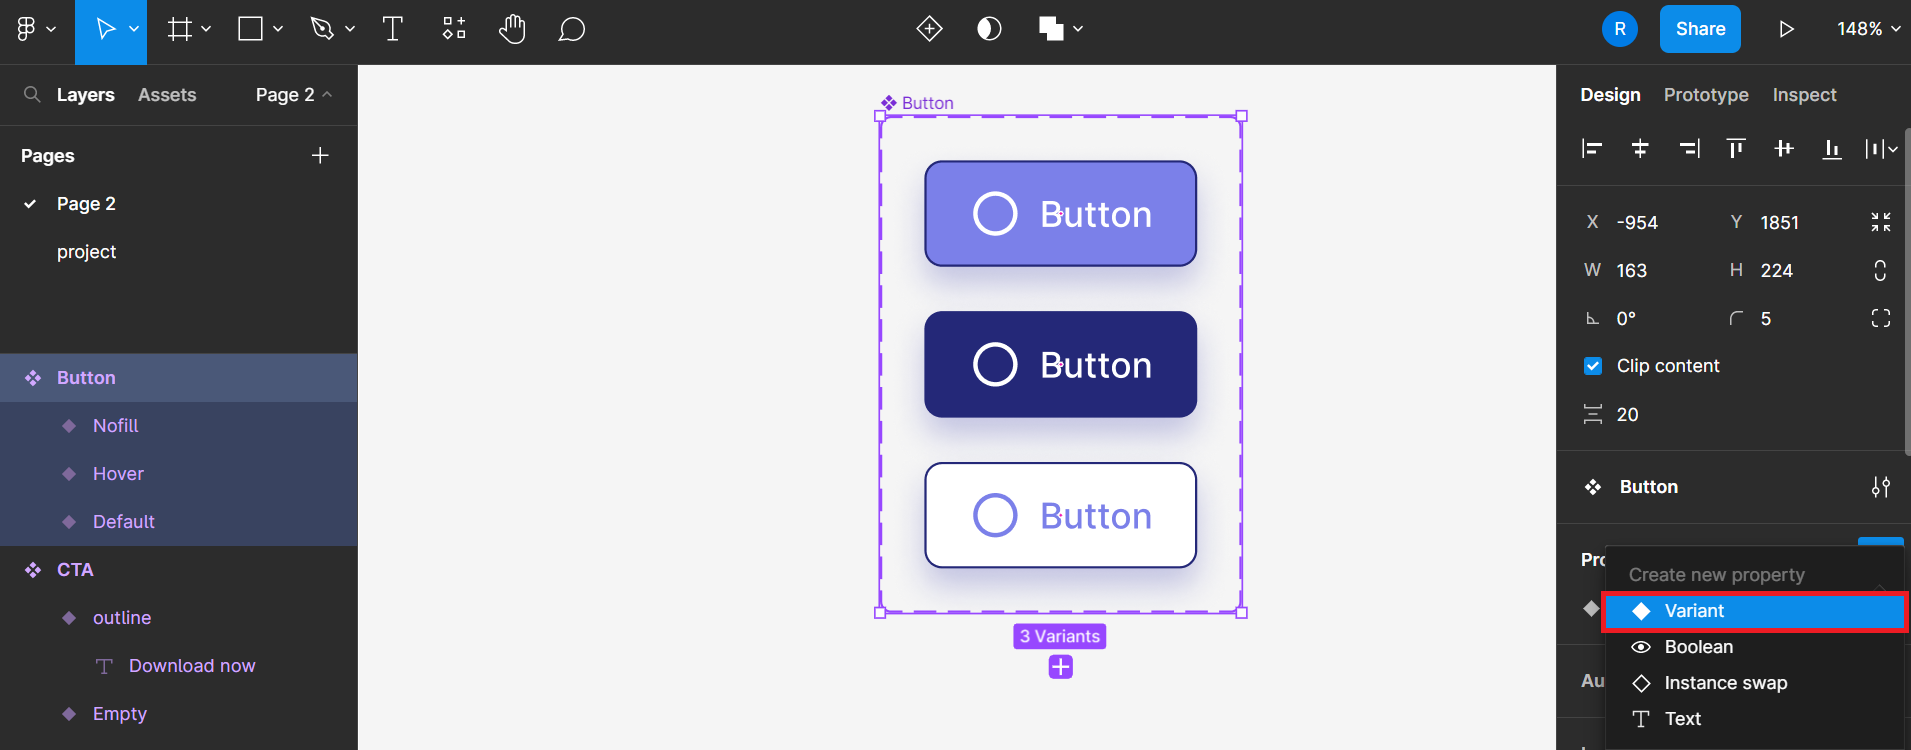 R
Share
148%
Layers
Assets
Page 2
Pages
Page 2
project
Button
Nofill
Hover
Default
CTA
outline
Download now
Empty
Button
Button
Button
Button
3 Variants
Design
Prototype
Inspect
X -954
Y 1851
W 163
H 224
0°
5
Clip content
20
Button
Pro
Create new property
Variant
Boolean
Instance swap
Text
Au